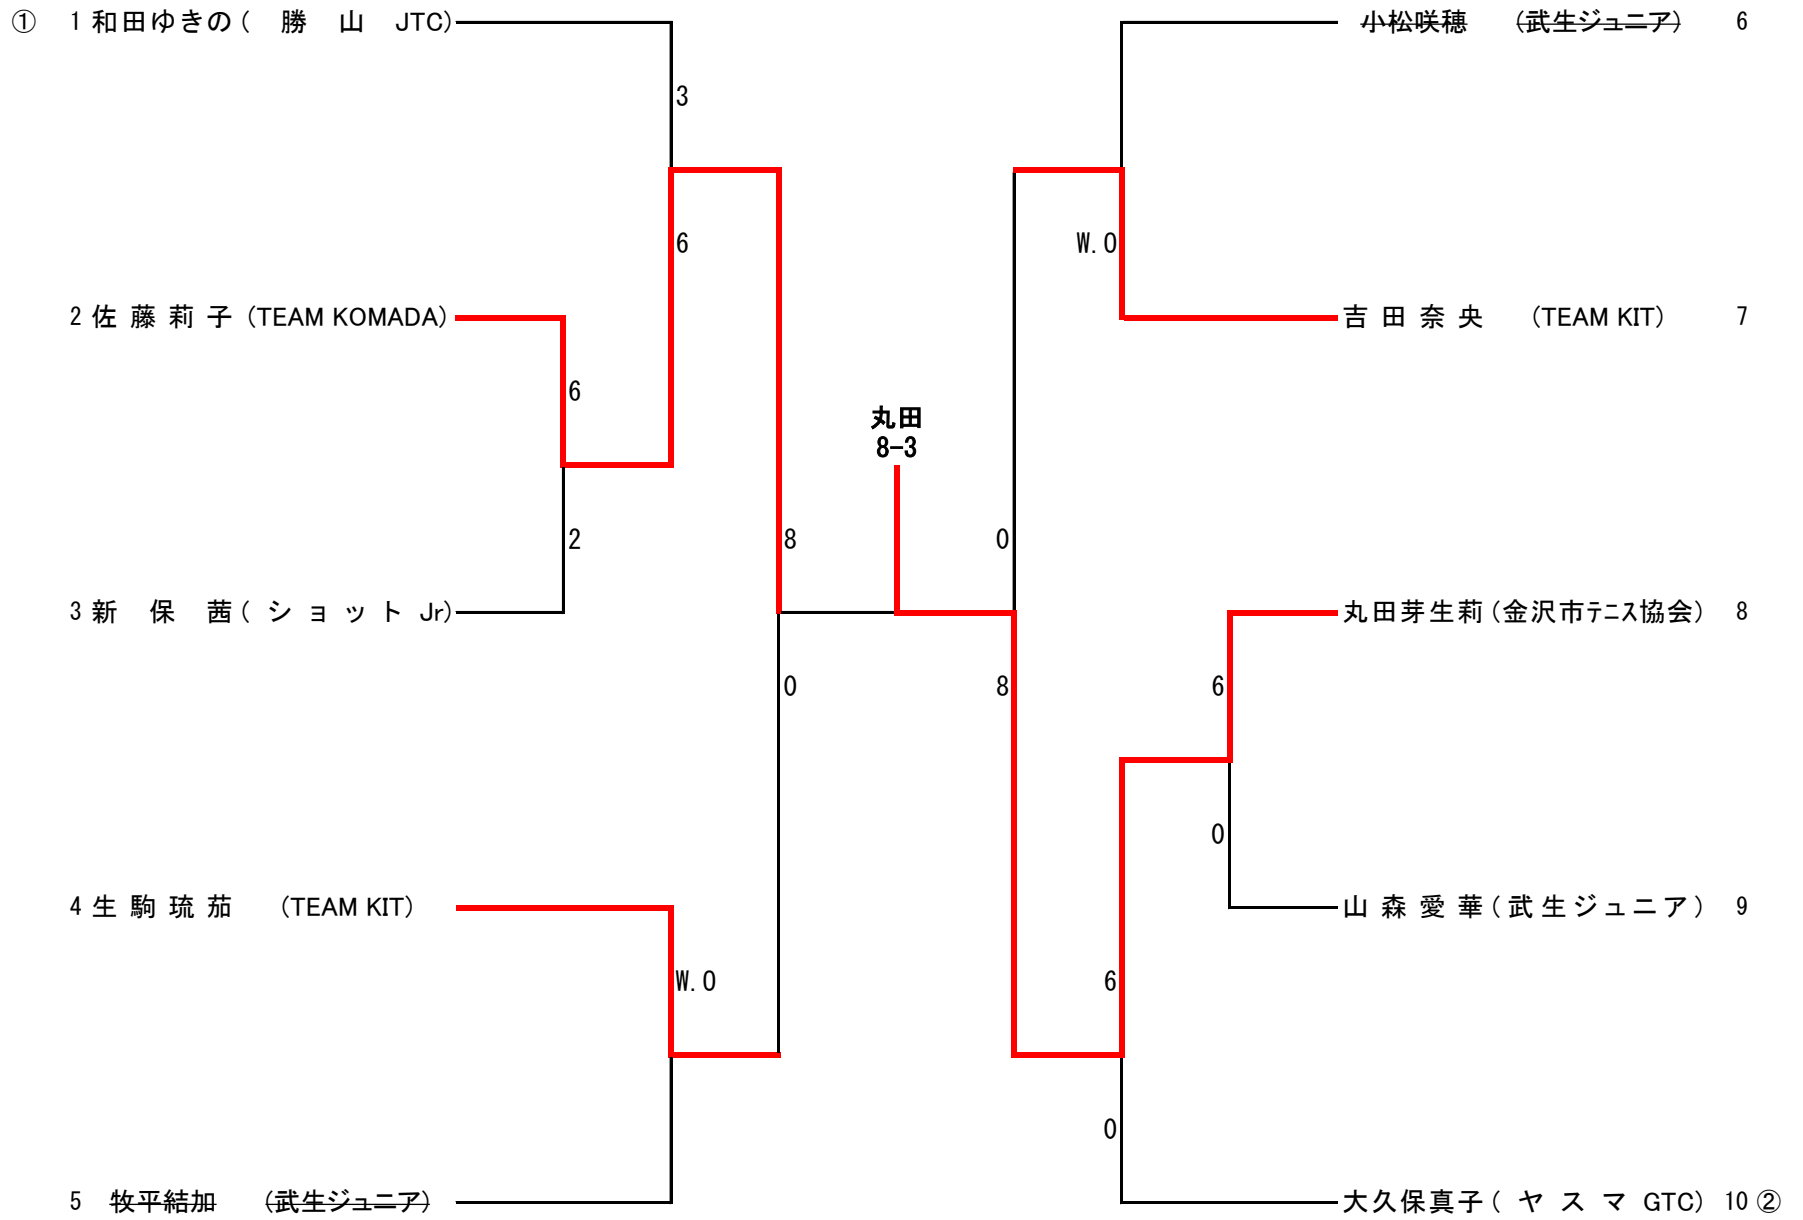 ① 1 和田ゆきの( 勝 山 JTC)
小松咲穂 (武生ジュニア) 6
3
6
W.0
2 佐 藤 莉 子 (TEAM KOMADA)
吉 田 奈 央 (TEAM KIT) 7
6
丸田
8-3
2
8
0
3 新 保 茜( シ ョ ッ ト Jr)
丸田芽生莉(金沢市テニス協会) 8
0
8
6
0
4 生 駒 琉 茄 (TEAM KIT)
山 森 愛 華(武生ジュニア) 9
W.0
6
0
5 牧平結加 (武生ジュニア)
大久保真子( ヤ ス マ GTC) 10 ②